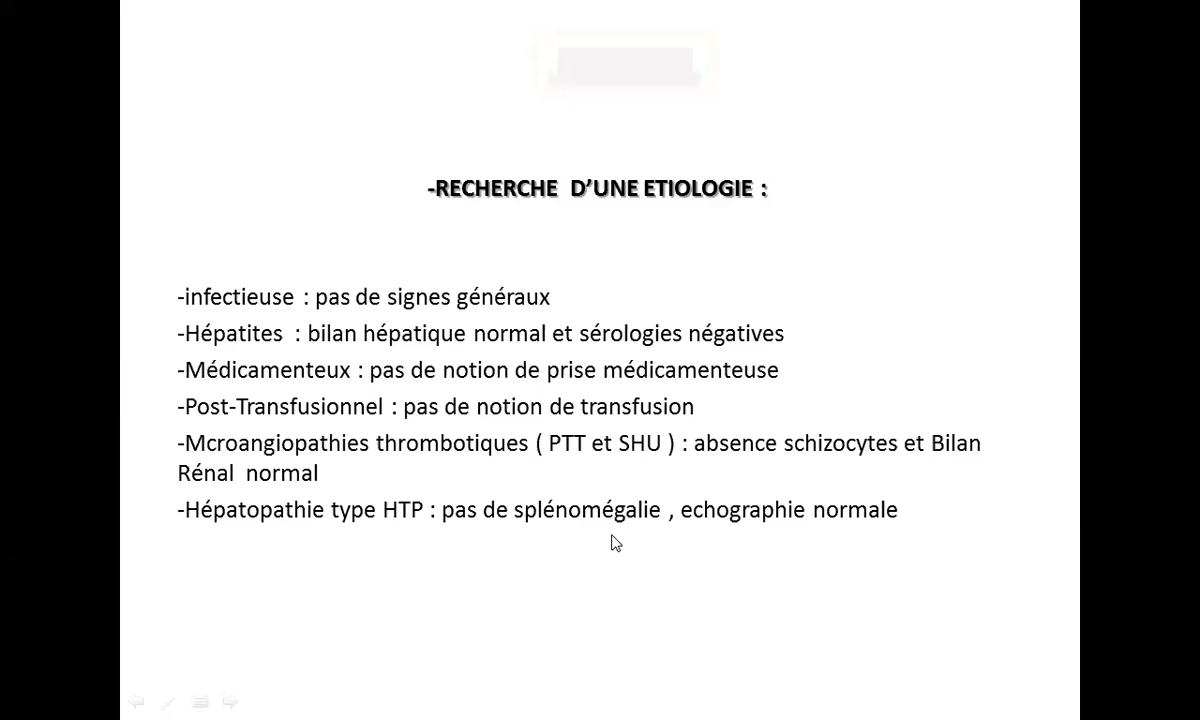 -RECHERCHE D’UNE ETIOLOGIE :
-infectieuse : pas de signes généraux
-Hépatites : bilan hépatique normal et sérologies négatives
-Médicamenteux : pas de notion de prise médicamenteuse
-Post-Transfusionnel : pas de notion de transfusion
-Mcroangiopathies thrombotiques ( PTT et SHU ) : absence schizocytes et Bilan
Rénal normal
-Hépatopathie type HTP : pas de splénomégalie , echographie normale